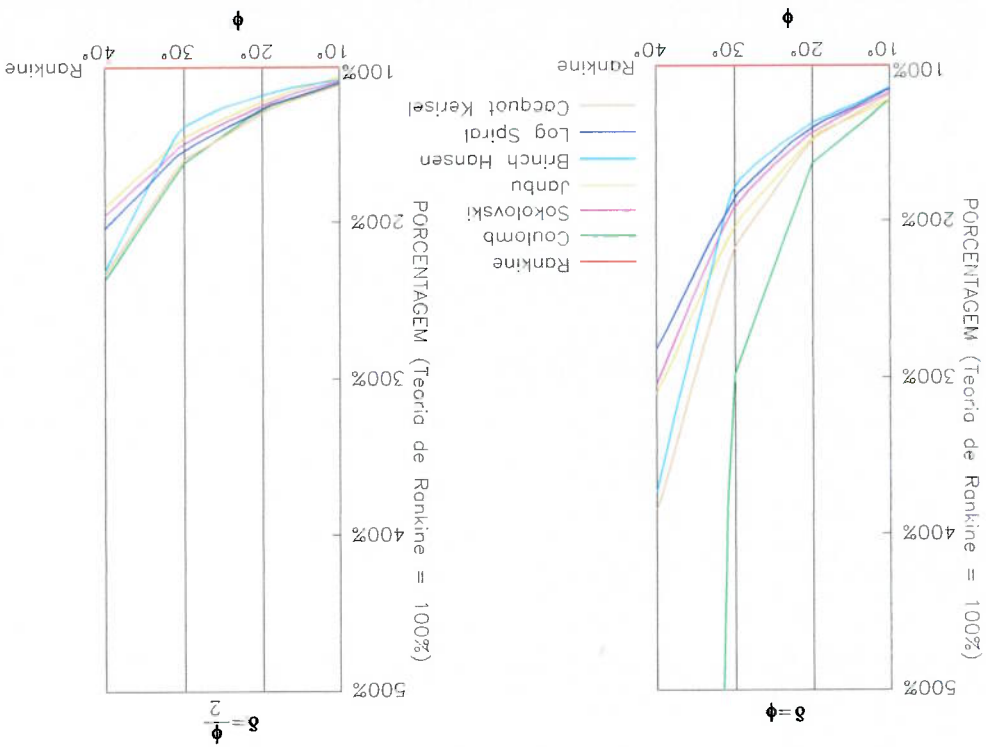 δ=φ
500%
400%
300%
200%
100%
PORCENTAGEM (Teoria de Rankine = 100%)
10° 20° 30° 40°
Rankine
φ
Rankine
Coulomb
Sokolovski
Janbu
Brinch Hansen
Log Spiral
Cacquot Kerisel
δ=φ/2
500%
400%
300%
200%
100%
PORCENTAGEM (Teoria de Rankine = 100%)
10° 20° 30° 40°
Rankine
φ